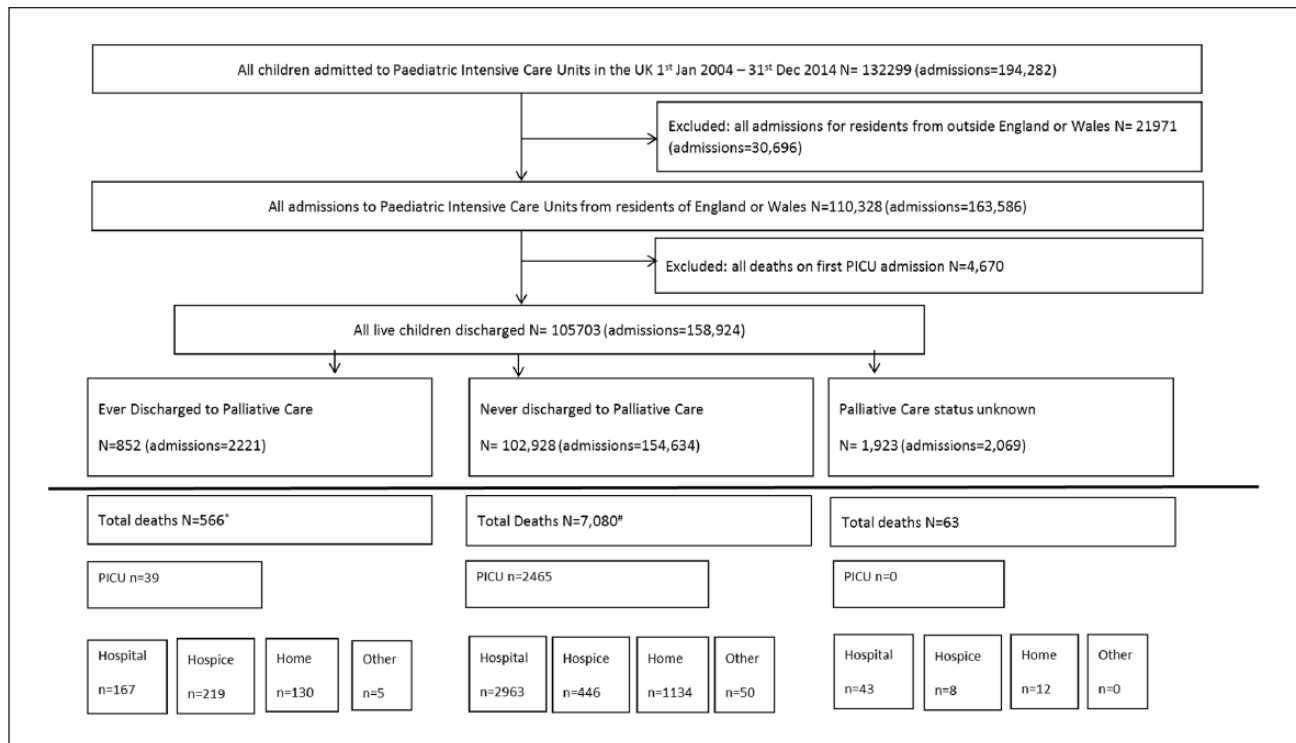 All children admitted to Paediatric Intensive Care Units in the UK 1st Jan 2004 – 31st Dec 2014 N= 132299 (admissions=194,282)
Excluded: all admissions for residents from outside England or Wales N= 21971
(admissions=30,696)
All admissions to Paediatric Intensive Care Units from residents of England or Wales N=110,328 (admissions=163,586)
Excluded: all deaths on first PICU admission N=4,670
All live children discharged N= 105703 (admissions=158,924)
Ever Discharged to Palliative Care
N=852 (admissions=2221)
Never discharged to Palliative Care
N= 102,928 (admissions=154,634)
Palliative Care status unknown
N= 1,923 (admissions=2,069)
Total deaths N=566*
Total Deaths N=7,080#
Total deaths N=63
PICU n=39
PICU n=2465
PICU n=0
Hospital
n=167
Hospice
n=219
Home
n=130
Other
n=5
Hospital
n=2963
Hospice
n=446
Home
n=1134
Other
n=50
Hospital
n=43
Hospice
n=8
Home
n=12
Other
n=0